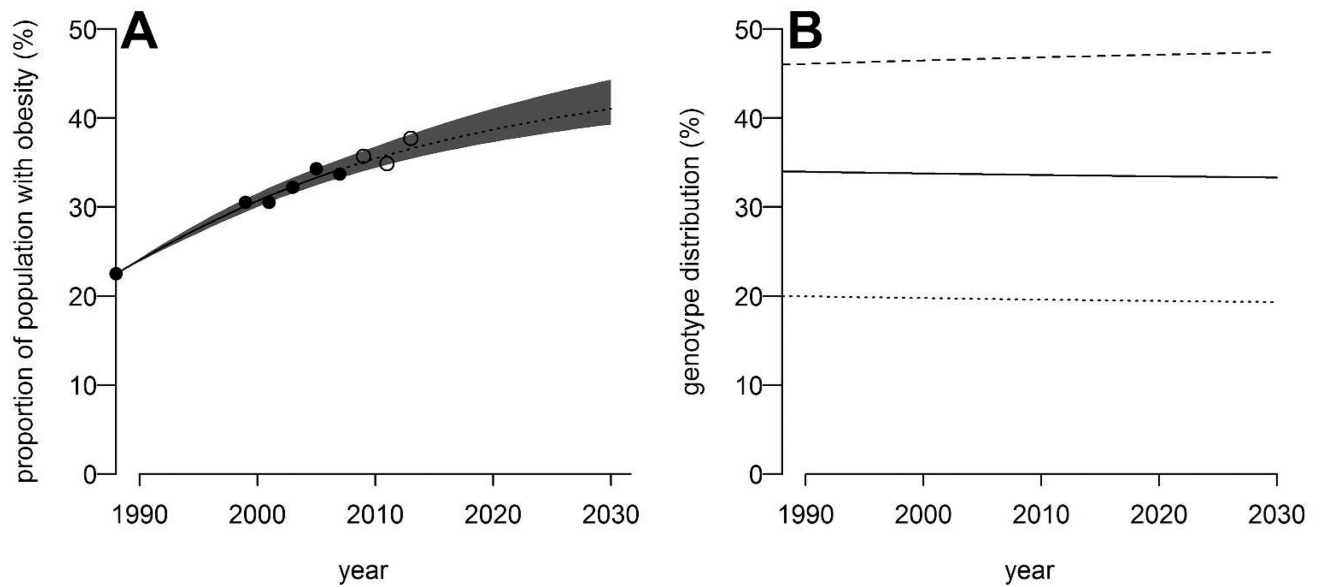 A
proportion of population with obesity (%)
50
40
30
20
10
0
1990 2000 2010 2020 2030
year
B
genotype distribution (%)
50
40
30
20
10
0
1990 2000 2010 2020 2030
year